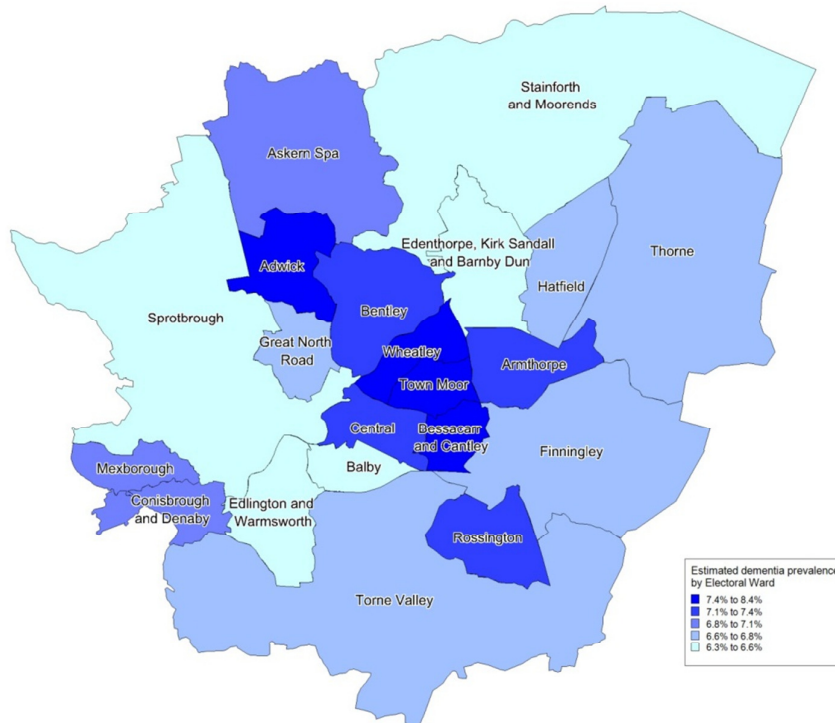 Stainforth
and Moorends
Askern Spa
Edenthorpe, Kirk Sandall
and Barnby Dun
Thorne
Adwick
Hatfield
Bentley
Sprotbrough
Great North
Road
Wheatley
Armthorpe
Town Moor
Central
Dessacarr
and Cantley
Finningley
Balby
Mexborough
Conisbrough
and Denaby
Edlington and
Warmsworth
Rossington
Torne Valley
Estimated dementia prevalence
by Electoral Ward
7.4% to 8.4%
7.1% to 7.4%
6.8% to 7.1%
6.6% to 6.8%
6.3% to 6.6%